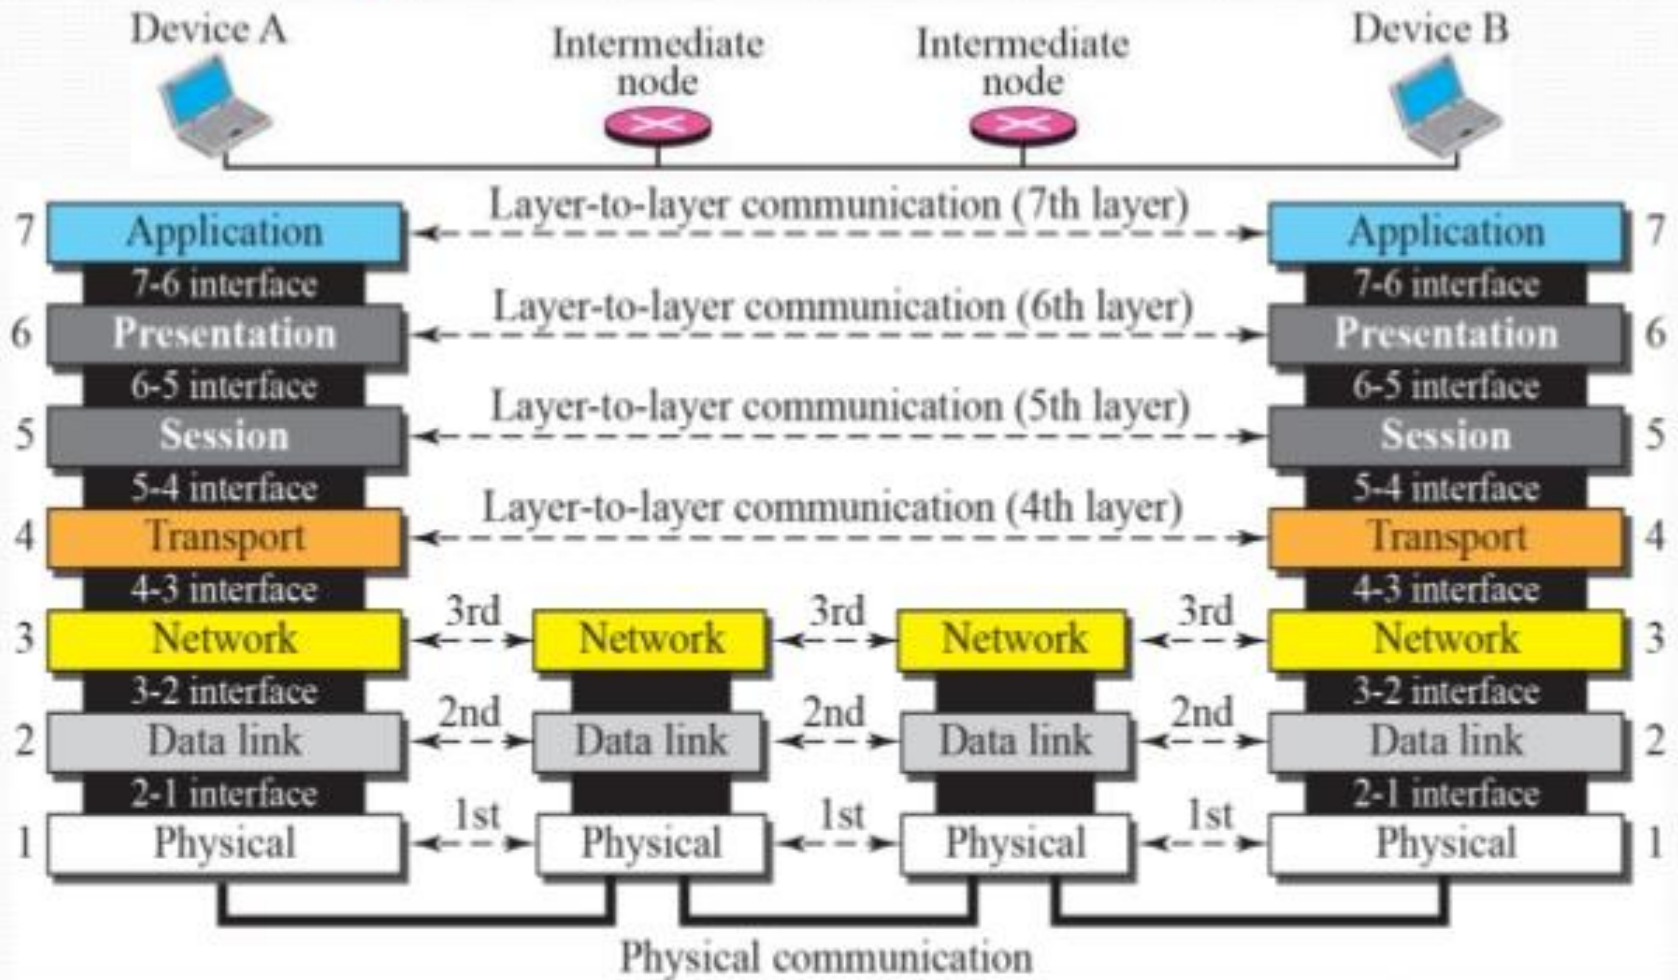 Device A
Intermediate
node
Intermediate
node
Device B
Layer-to-layer communication (7th layer)
7 Application Application 7
7-6 interface 7-6 interface
Layer-to-layer communication (6th layer)
6 Presentation Presentation 6
6-5 interface 6-5 interface
Layer-to-layer communication (5th layer)
5 Session Session 5
5-4 interface 5-4 interface
Layer-to-layer communication (4th layer)
4 Transport Transport 4
4-3 interface 4-3 interface
3rd 3rd 3rd
3 Network Network Network Network 3
3-2 interface 3-2 interface
2nd 2nd 2nd
2 Data link Data link Data link Data link 2
2-1 interface 2-1 interface
1st 1st 1st
1 Physical Physical Physical Physical 1
Physical communication